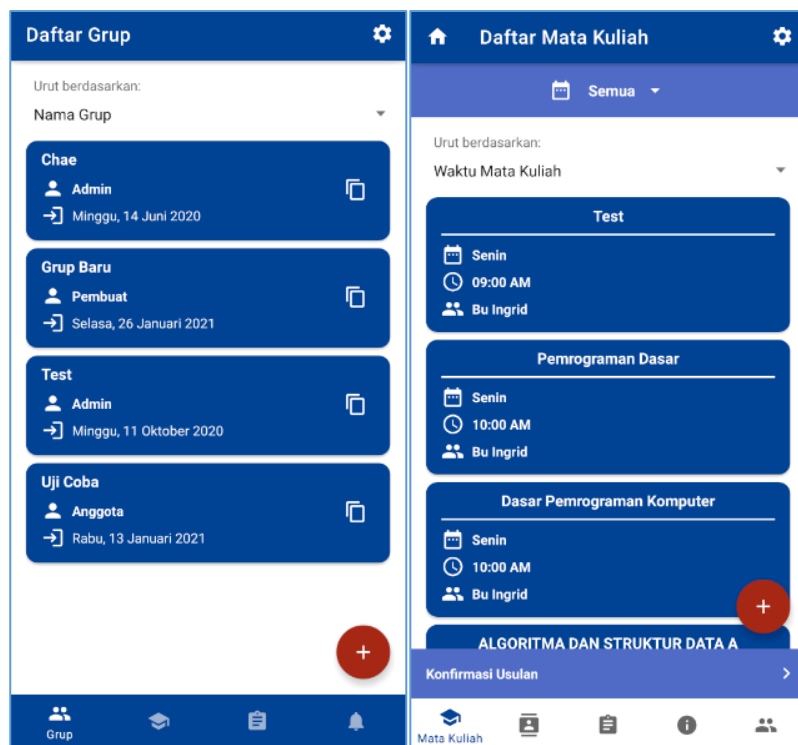 Daftar Grup
Urut berdasarkan:
Nama Grup
Chae
Admin
Minggu, 14 Juni 2020
Grup Baru
Pembuat
Selasa, 26 Januari 2021
Test
Admin
Minggu, 11 Oktober 2020
Uji Coba
Anggota
Rabu, 13 Januari 2021
+
Grup
Daftar Mata Kuliah
Semua
Urut berdasarkan:
Waktu Mata Kuliah
Test
Senin
09:00 AM
Bu Ingrid
Pemrograman Dasar
Senin
10:00 AM
Bu Ingrid
Dasar Pemrograman Komputer
Senin
10:00 AM
Bu Ingrid
+
ALGORITMA DAN STRUKTUR DATA A
Konfirmasi Usulan
Mata Kuliah